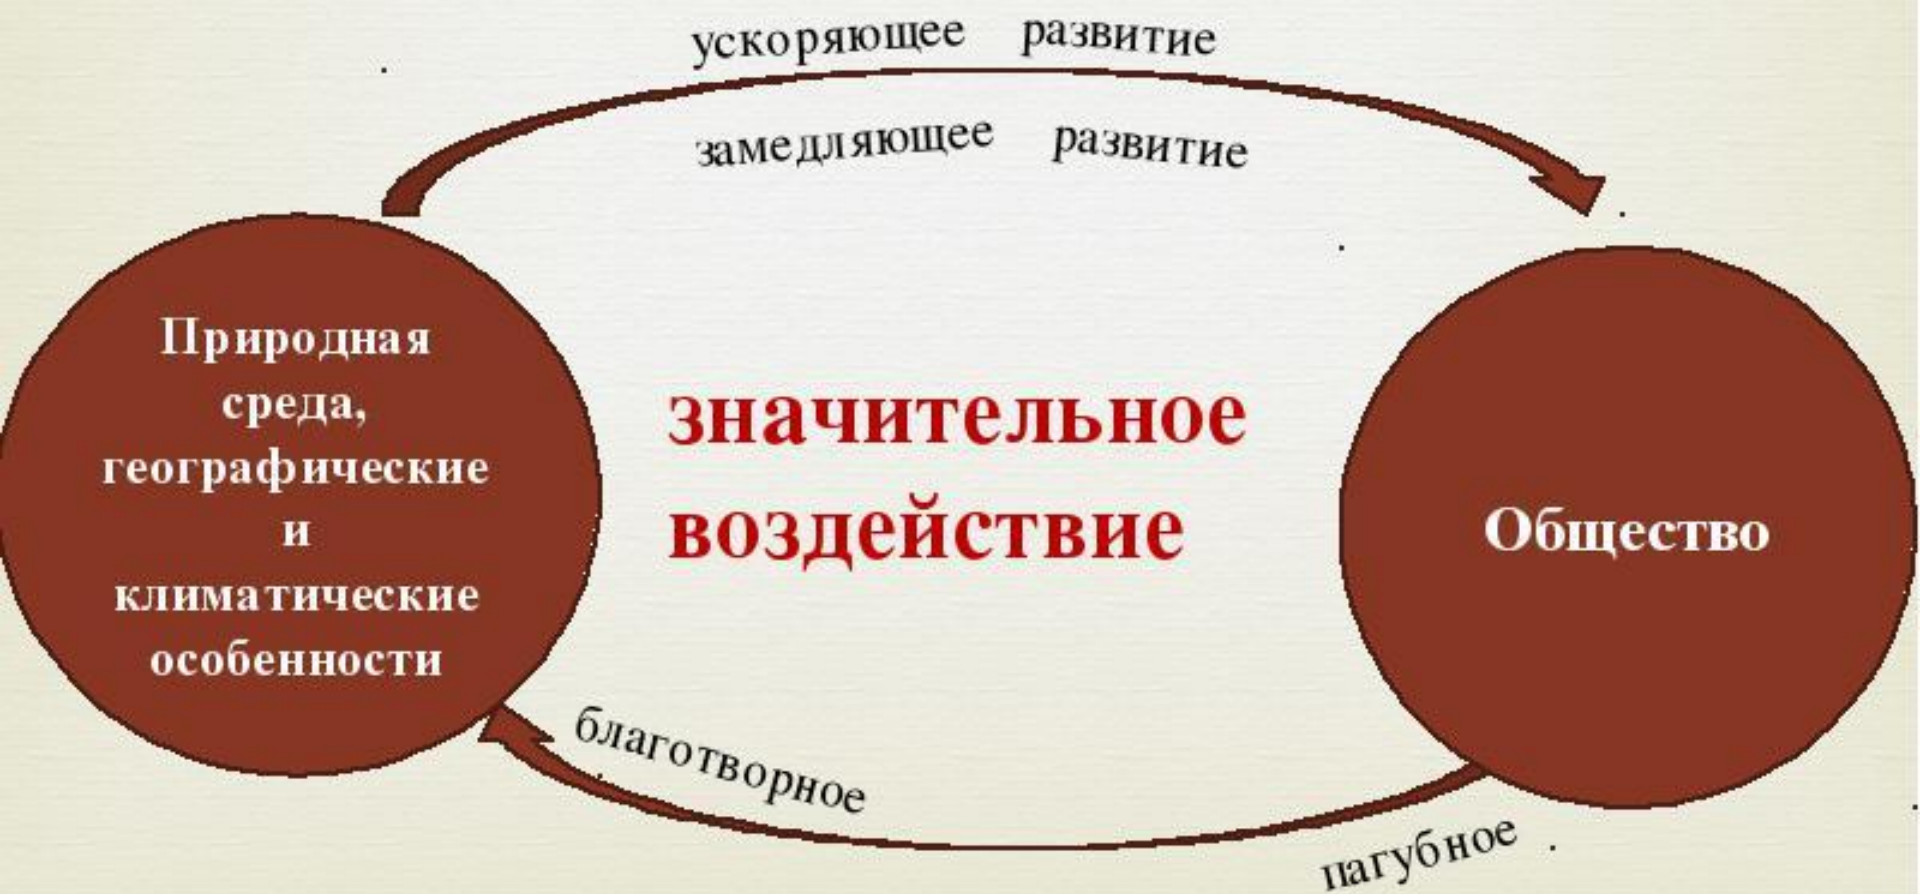 ускоряющее развитие
замедляющее развитие
Природная
среда,
географические
и
климатические
особенности
значительное
воздействие
Общество
благотворное
пагубное